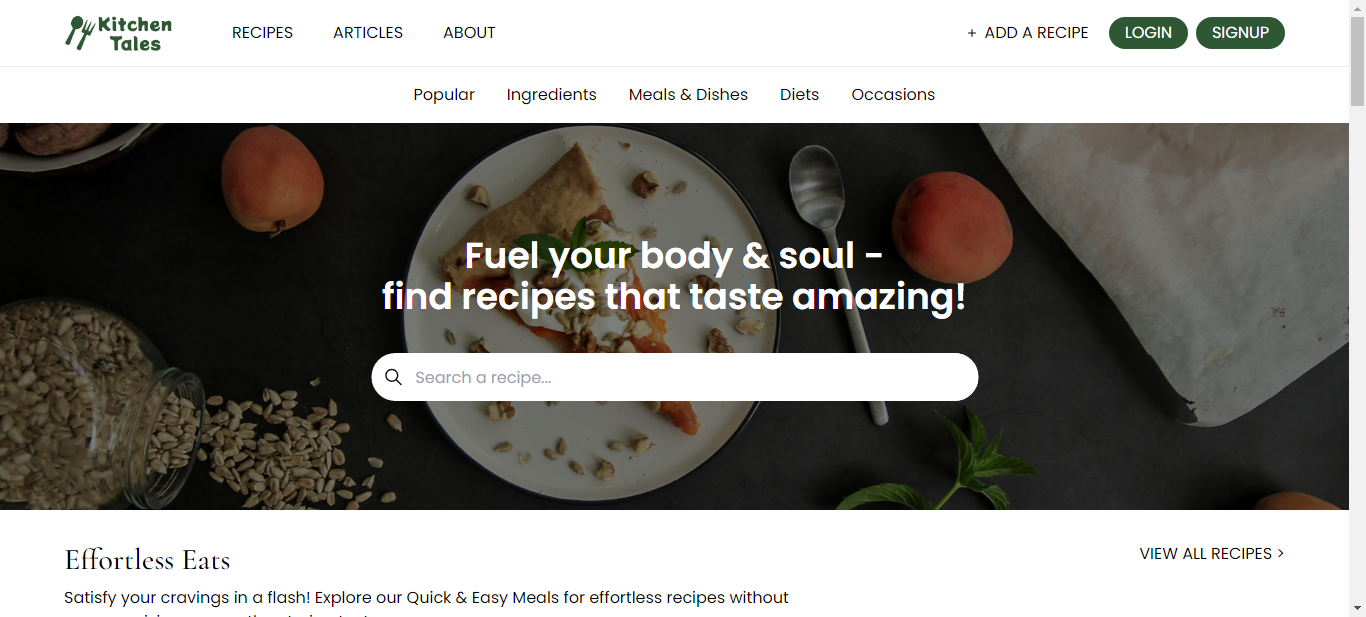 Kitchen
Tales
RECIPES ARTICLES ABOUT + ADD A RECIPE LOGIN SIGNUP
Popular Ingredients Meals & Dishes Diets Occasions
Fuel your body & soul -
find recipes that taste amazing!
Search a recipe...
Effortless Eats
VIEW ALL RECIPES >
Satisfy your cravings in a flash! Explore our Quick & Easy Meals for effortless recipes without